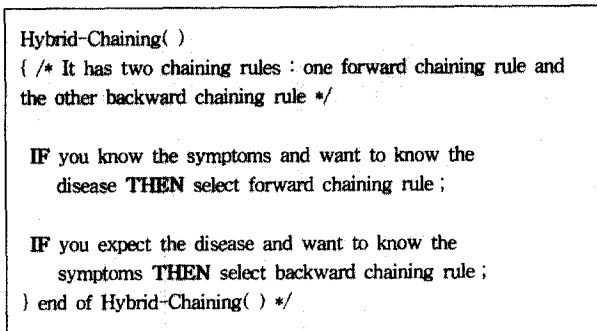 Hybrid-Chaining( )
{ /* It has two chaining rules : one forward chaining rule and
the other backward chaining rule */
IF you know the symptoms and want to know the
disease THEN select forward chaining rule ;
IF you expect the disease and want to know the
symptoms THEN select backward chaining rule ;
} end of Hybrid-Chaining( ) */